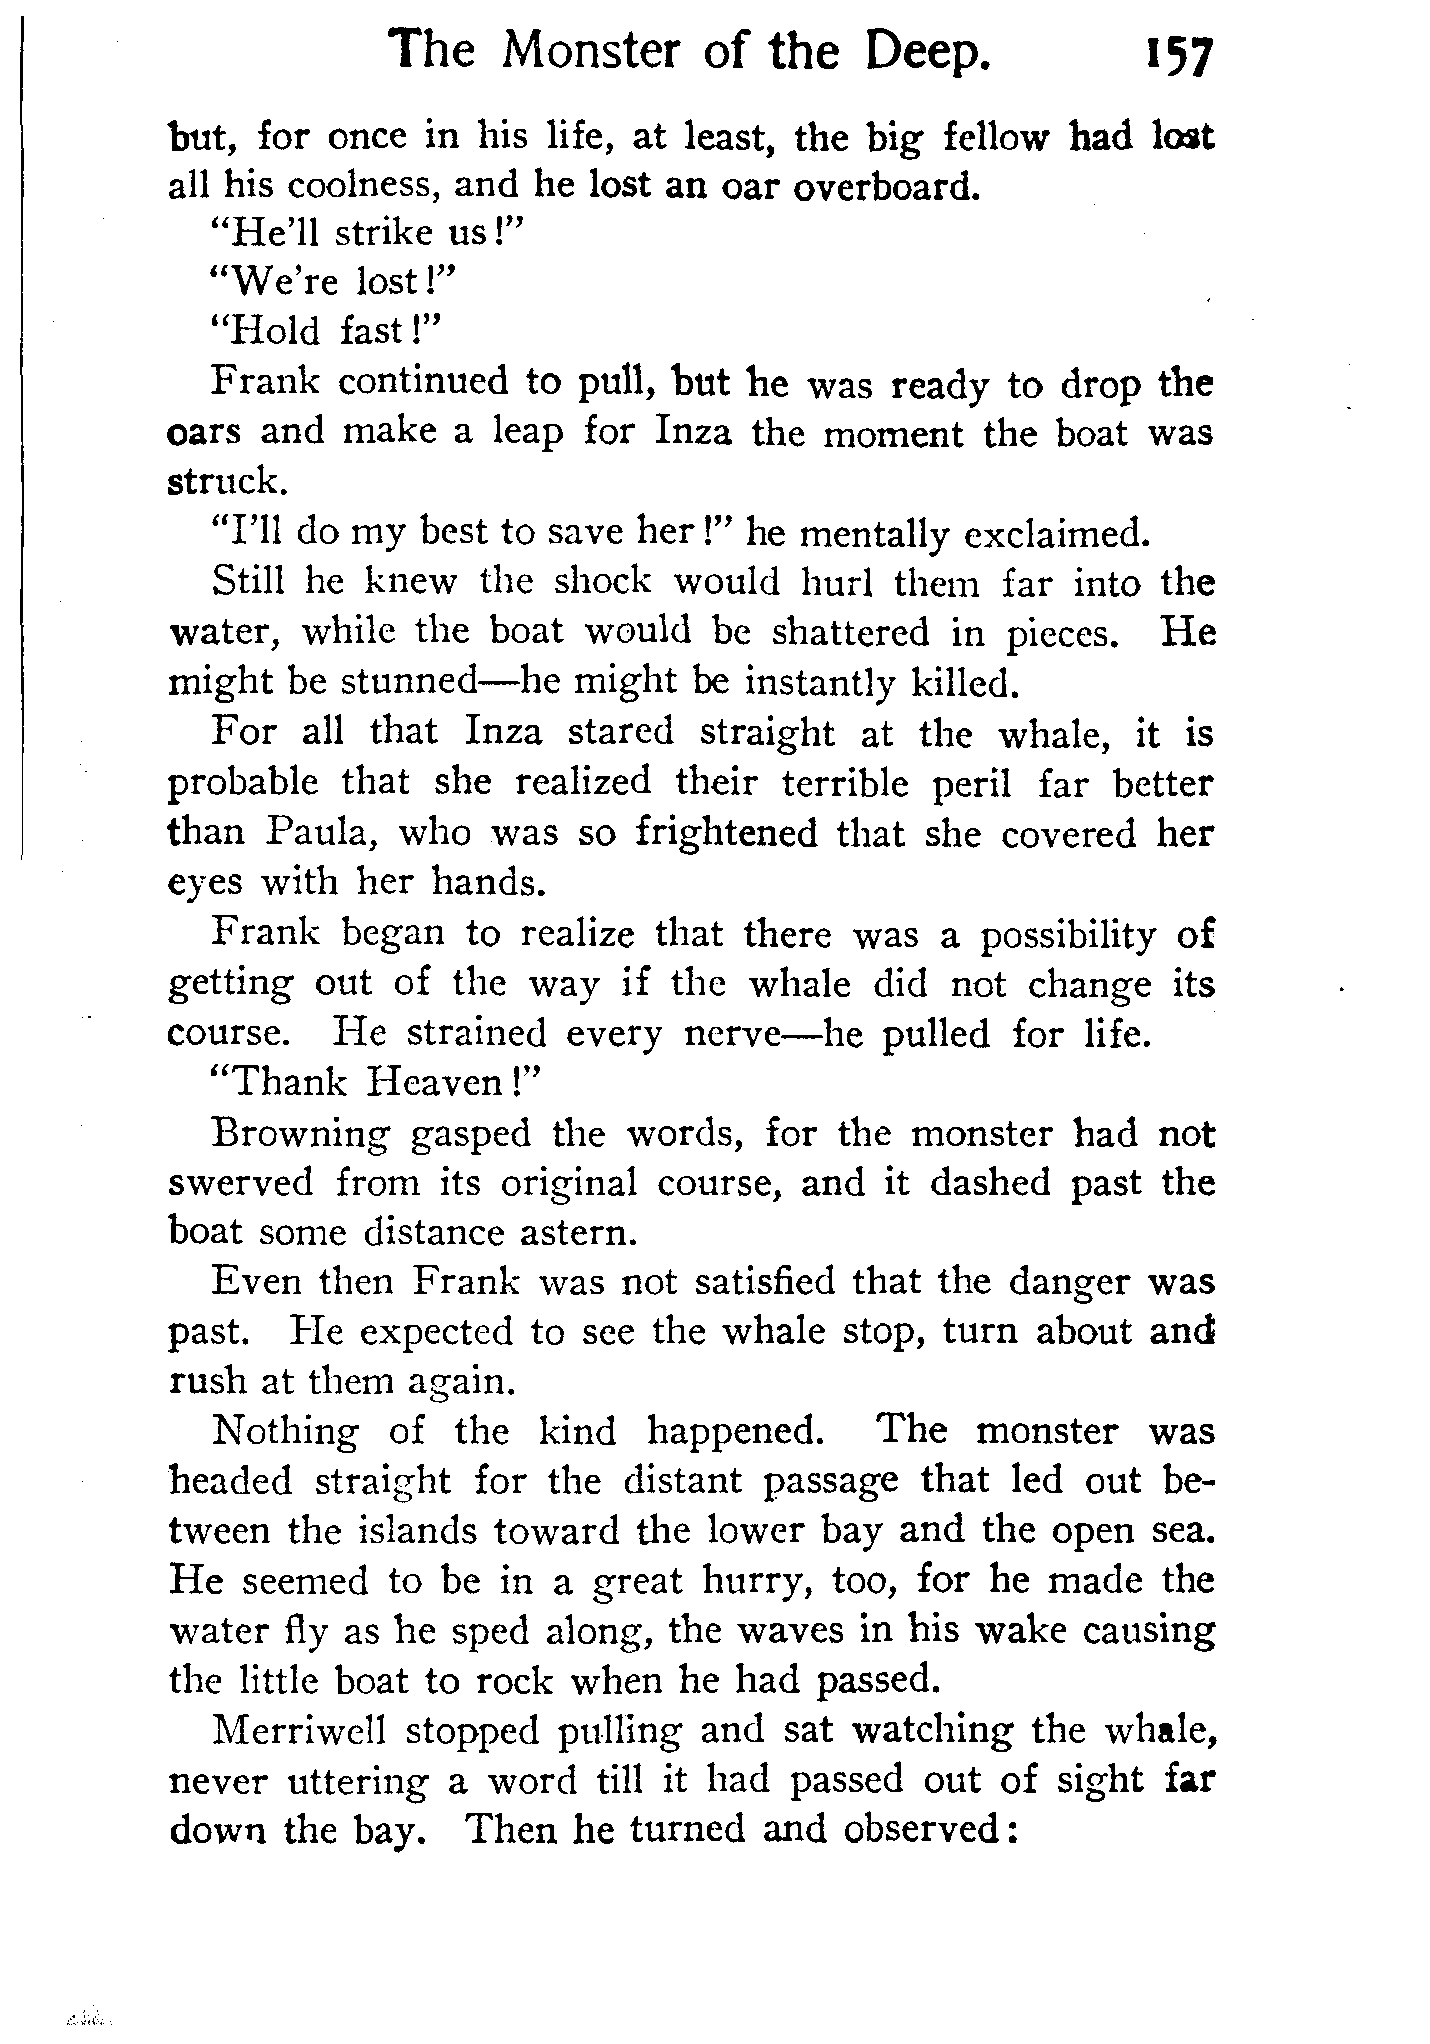 The Monster of the Deep. 157
but, for once in his life, at least, the big fellow had lost
all his coolness, and he lost an oar overboard.
"He'll strike us!"
"We're lost!"
"Hold fast!"
Frank continued to pull, but he was ready to drop the
oars and make a leap for Inza the moment the boat was
struck.
"I'll do my best to save her!" he mentally exclaimed.
Still he knew the shock would hurl them far into the
water, while the boat would be shattered in pieces. He
might be stunned—he might be instantly killed.
For all that Inza stared straight at the whale, it is
probable that she realized their terrible peril far better
than Paula, who was so frightened that she covered her
eyes with her hands.
Frank began to realize that there was a possibility of
getting out of the way if the whale did not change its
course. He strained every nerve—he pulled for life.
"Thank Heaven!"
Browning gasped the words, for the monster had not
swerved from its original course, and it dashed past the
boat some distance astern.
Even then Frank was not satisfied that the danger was
past. He expected to see the whale stop, turn about and
rush at them again.
Nothing of the kind happened. The monster was
headed straight for the distant passage that led out be-
tween the islands toward the lower bay and the open sea.
He seemed to be in a great hurry, too, for he made the
water fly as he sped along, the waves in his wake causing
the little boat to rock when he had passed.
Merriwell stopped pulling and sat watching the whale,
never uttering a word till it had passed out of sight far
down the bay. Then he turned and observed: